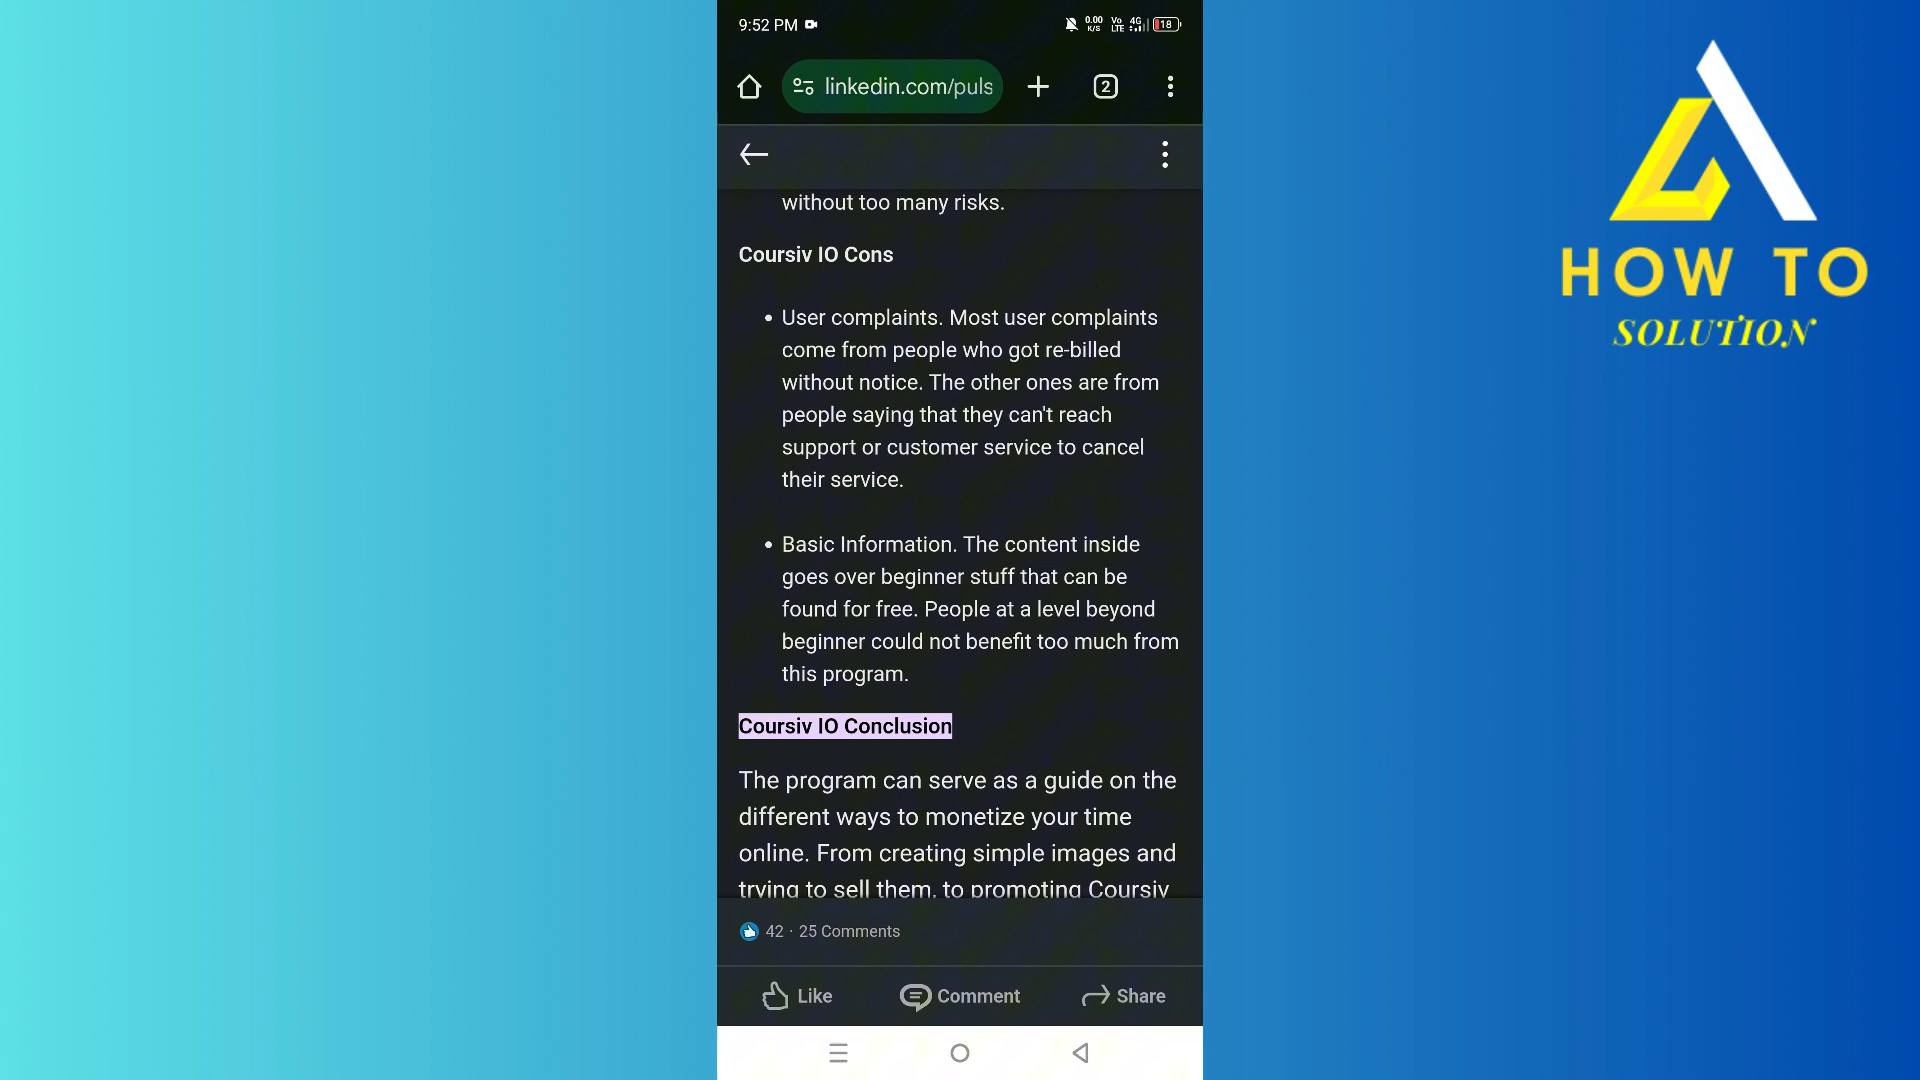 9:52 PM
0.00
K/S
Vo
LTE
4G
18
linkedin.com/puls
2
without too many risks.
Coursiv IO Cons
• User complaints. Most user complaints
come from people who got re-billed
without notice. The other ones are from
people saying that they can't reach
support or customer service to cancel
their service.
• Basic Information. The content inside
goes over beginner stuff that can be
found for free. People at a level beyond
beginner could not benefit too much from
this program.
Coursiv IO Conclusion
The program can serve as a guide on the
different ways to monetize your time
online. From creating simple images and
trying to sell them, to promoting Coursiv
42 · 25 Comments
Like
Comment
Share
HOW TO
SOLUTION